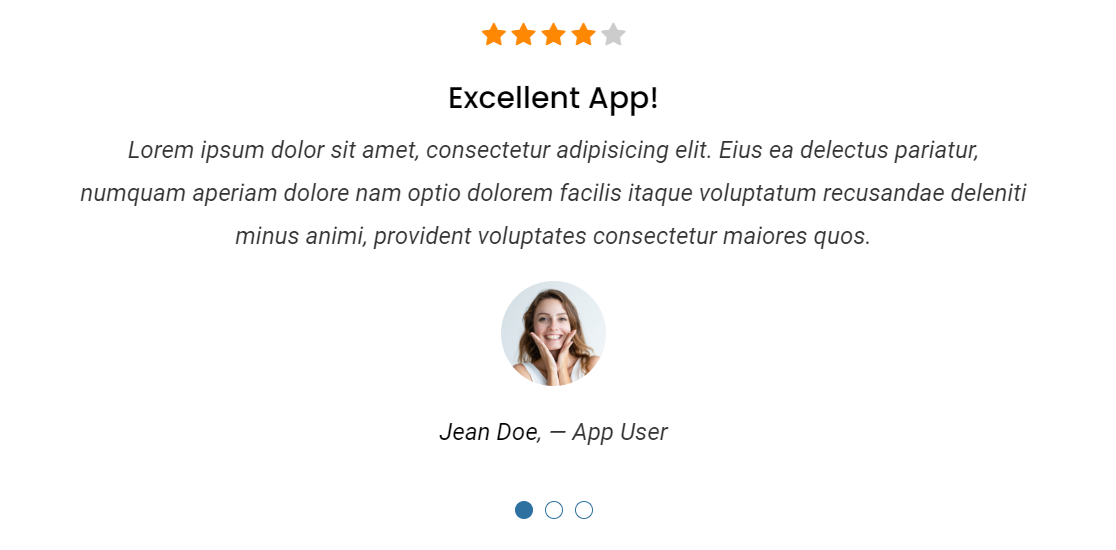 Excellent App!
Lorem ipsum dolor sit amet, consectetur adipisicing elit. Eius ea delectus pariatur,
numquam aperiam dolore nam optio dolorem facilis itaque voluptatum recusandae deleniti
minus animi, provident voluptates consectetur maiores quos.
Jean Doe, — App User